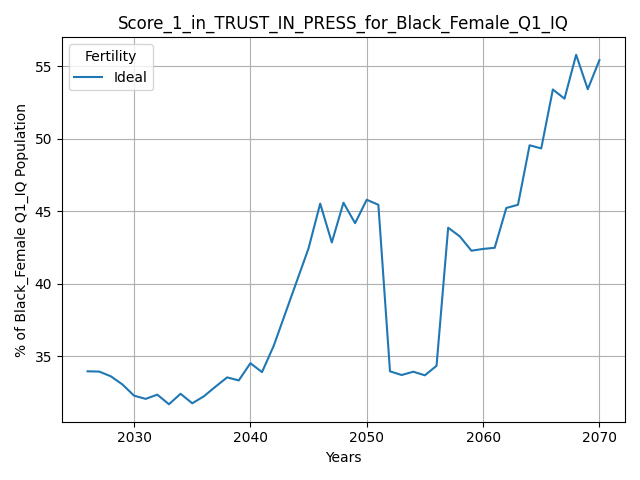 Score_1_in_TRUST_IN_PRESS_for_Black_Female_Q1_IQ
Fertility
Ideal
% of Black_Female Q1_IQ Population
55
50
45
40
35
2030
2040
2050
2060
2070
Years